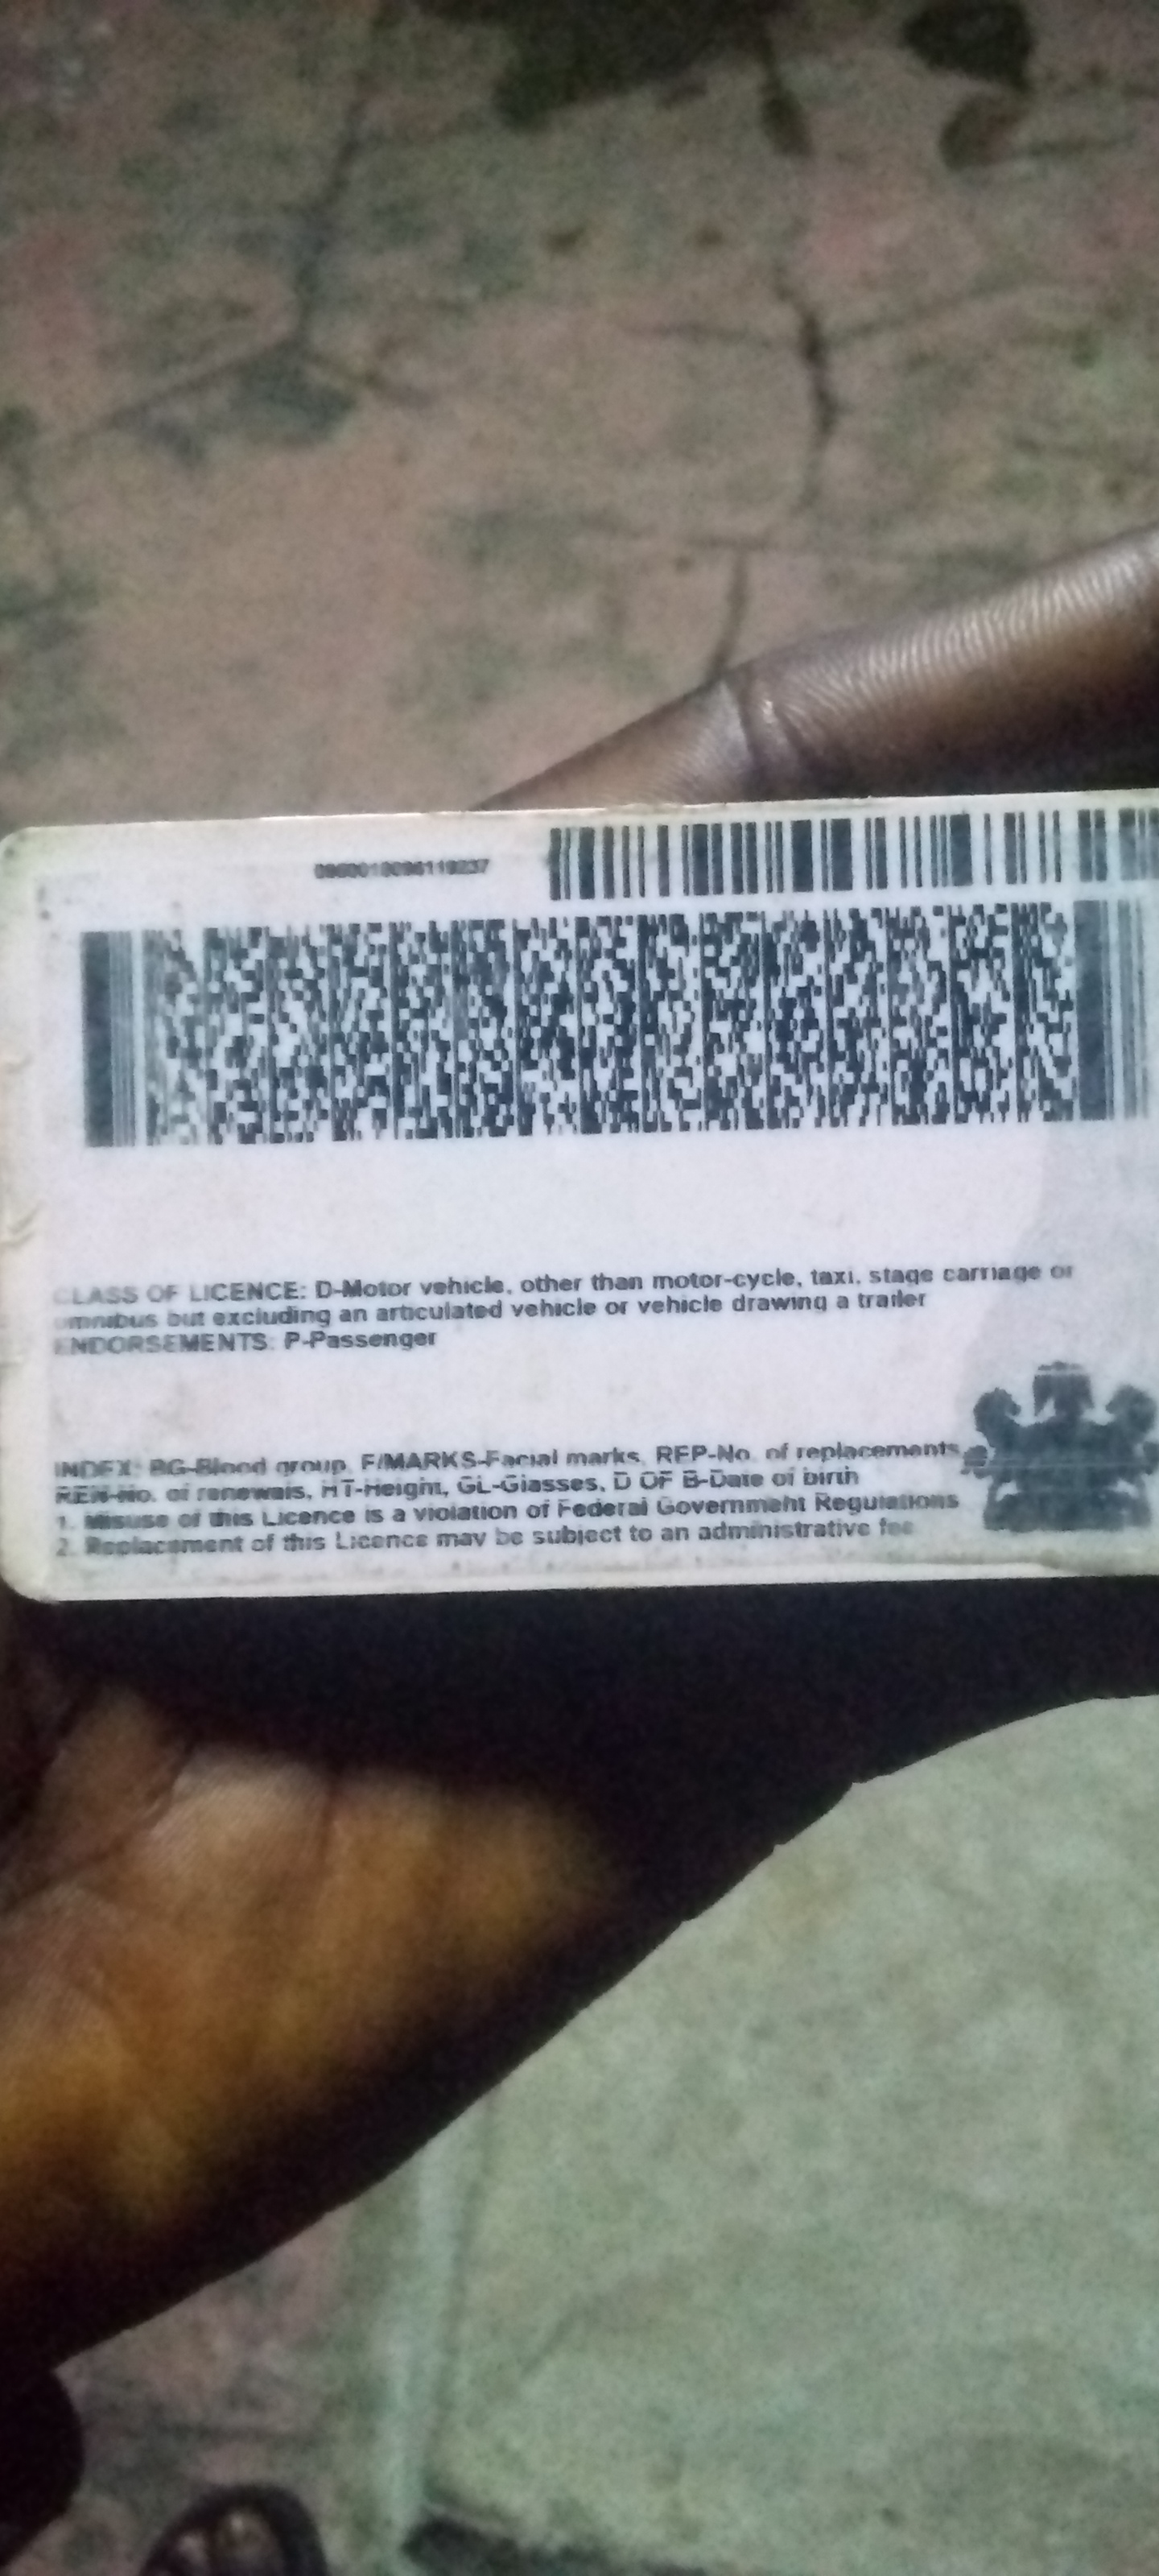 CLASS OF LICENCE: D-Motor vehicle, other than motor-cycle, taxi, stage carriage or
omnibus but excluding an articulated vehicle or vehicle drawing a trailer
ENDORSEMENTS: P-Passenger
INDEX: BG-Blood group, F/MARKS-Facial marks, REP-No. of replacements
REN-No. of renewals, HT-Height, GL-Glasses, D OF B-Date of birth
1. Misuse of this Licence is a violation of Federal Government Regulations
2. Replacement of this Licence may be subject to an administrative fee